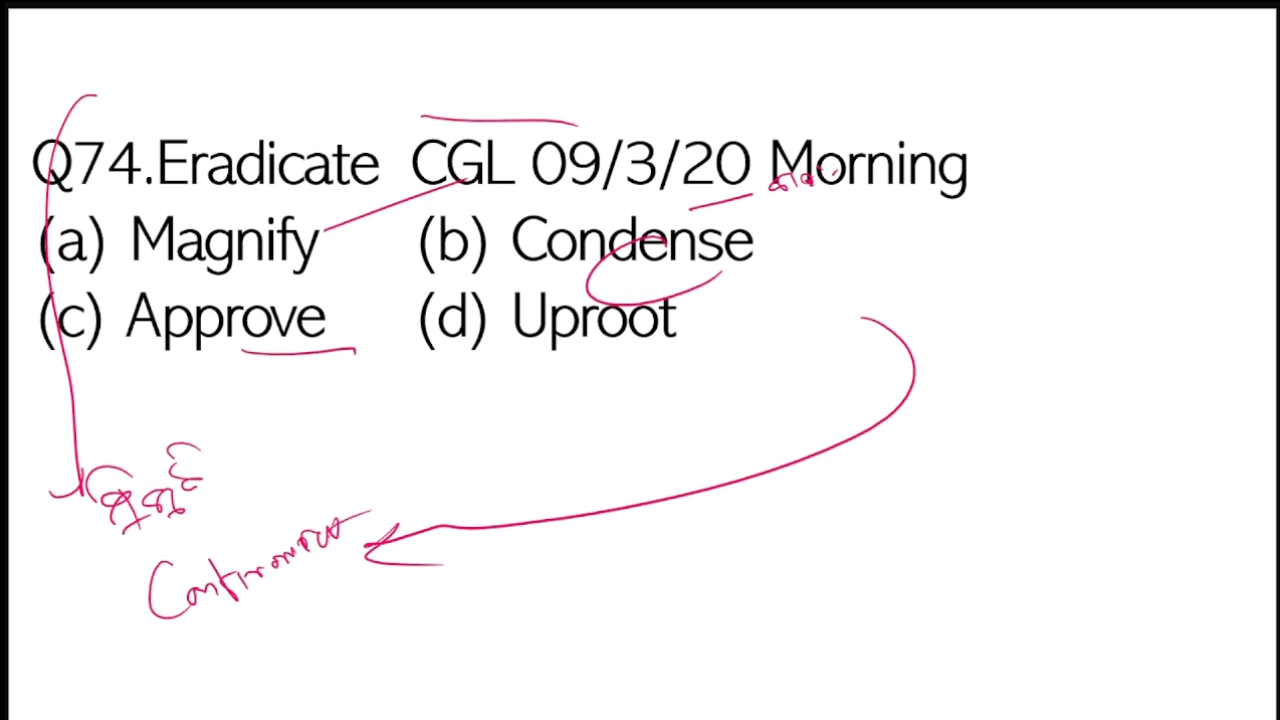 Q74.Eradicate CGL 09/3/20 Morning
(a) Magnify (b) Condense
(c) Approve (d) Uproot